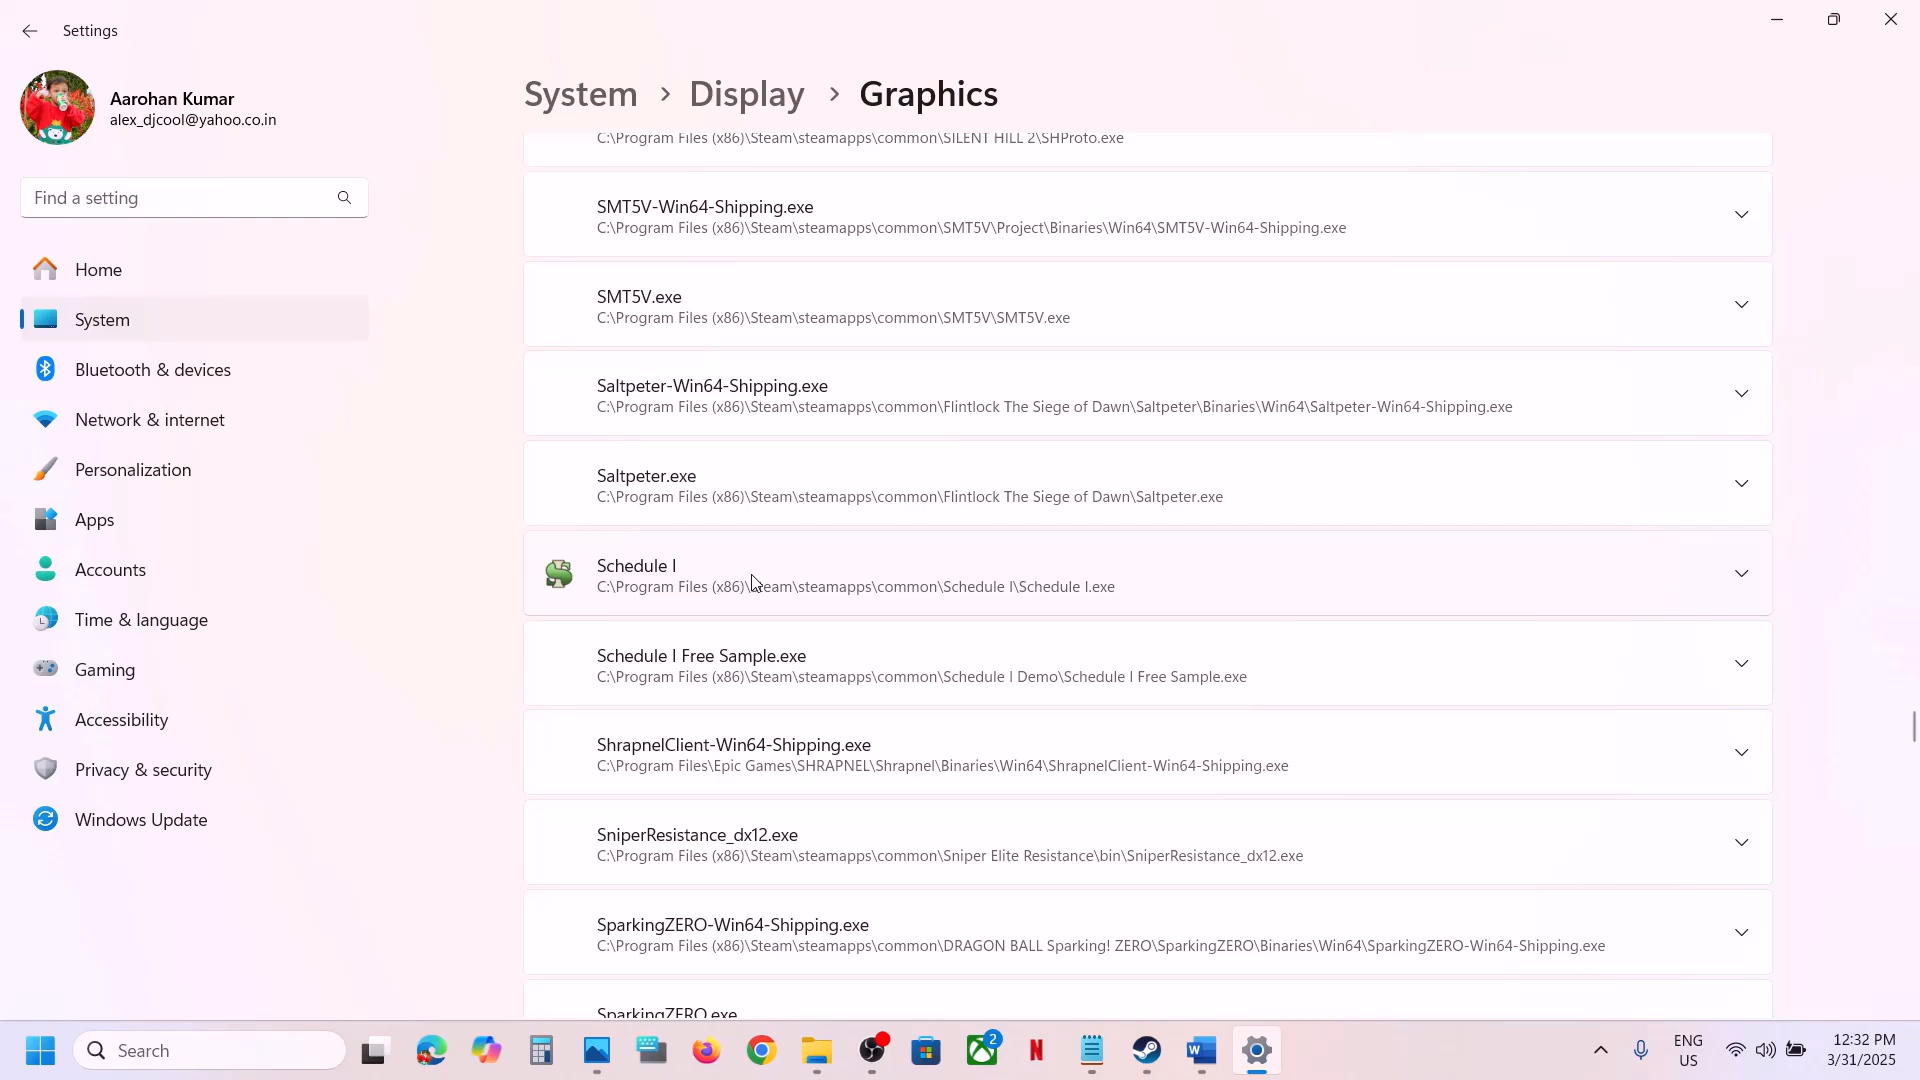 Settings
Aarohan Kumar
alex_djcool@yahoo.co.in
Find a setting
Home
System
Bluetooth & devices
Network & internet
Personalization
Apps
Accounts
Time & language
Gaming
Accessibility
Privacy & security
Windows Update
System > Display > Graphics
C:\Program Files (x86)\Steam\steamapps\common\SILENT HILL 2\SHProto.exe
SMT5V-Win64-Shipping.exe
C:\Program Files (x86)\Steam\steamapps\common\SMT5V\Project\Binaries\Win64\SMT5V-Win64-Shipping.exe
SMT5V.exe
C:\Program Files (x86)\Steam\steamapps\common\SMT5V\SMT5V.exe
Saltpeter-Win64-Shipping.exe
C:\Program Files (x86)\Steam\steamapps\common\Flintlock The Siege of Dawn\Saltpeter\Binaries\Win64\Saltpeter-Win64-Shipping.exe
Saltpeter.exe
C:\Program Files (x86)\Steam\steamapps\common\Flintlock The Siege of Dawn\Saltpeter.exe
Schedule I
C:\Program Files (x86)\Steam\steamapps\common\Schedule I\Schedule I.exe
Schedule I Free Sample.exe
C:\Program Files (x86)\Steam\steamapps\common\Schedule I Demo\Schedule I Free Sample.exe
ShrapnelClient-Win64-Shipping.exe
C:\Program Files\Epic Games\SHRAPNEL\Shrapnel\Binaries\Win64\ShrapnelClient-Win64-Shipping.exe
SniperResistance_dx12.exe
C:\Program Files (x86)\Steam\steamapps\common\Sniper Elite Resistance\bin\SniperResistance_dx12.exe
SparkingZERO-Win64-Shipping.exe
C:\Program Files (x86)\Steam\steamapps\common\DRAGON BALL Sparking! ZERO\SparkingZERO\Binaries\Win64\SparkingZERO-Win64-Shipping.exe
SparkingZERO.exe
Search
2
ENG
US
12:32 PM
3/31/2025